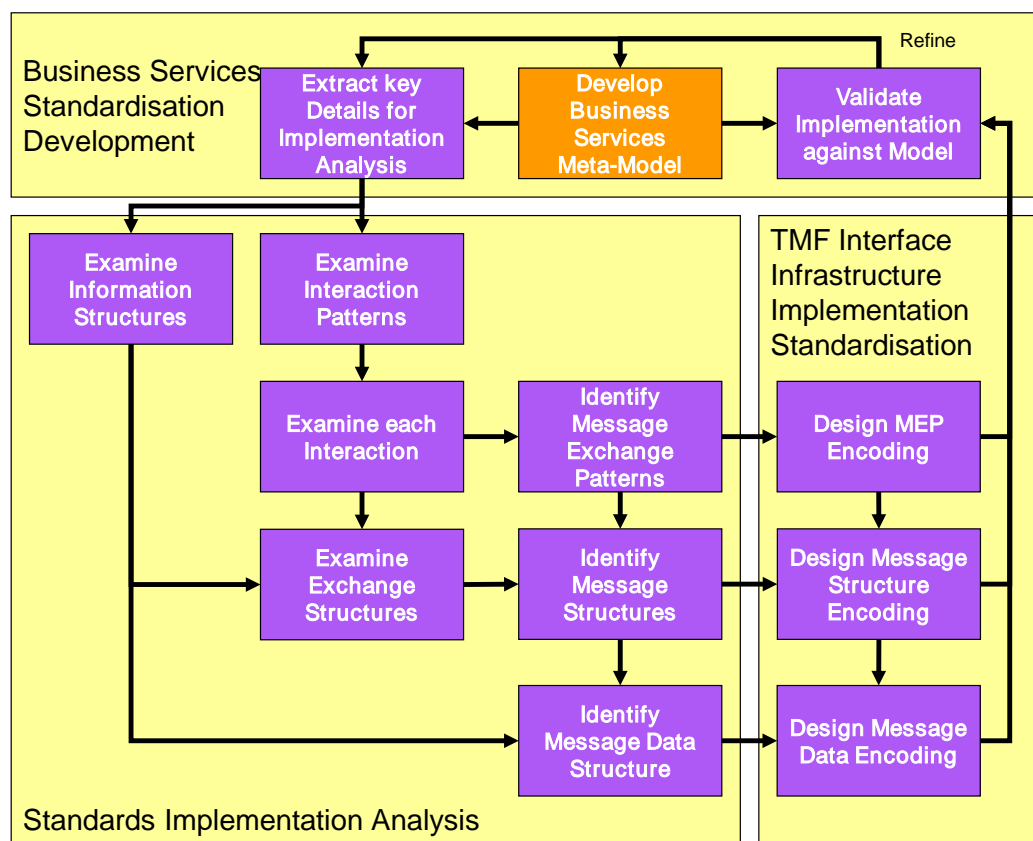 Business Services
Standardisation
Development
Refine
Extract key
Details for
Implementation
Analysis
Develop
Business
Services
Meta-Model
Validate
Implementation
against Model
Examine
Information
Structures
Examine
Interaction
Patterns
TMF Interface
Infrastructure
Implementation
Standardisation
Examine each
Interaction
Identify
Message
Exchange
Patterns
Design MEP
Encoding
Examine
Exchange
Structures
Identify
Message
Structures
Design Message
Structure
Encoding
Identify
Message Data
Structure
Design Message
Data Encoding
Standards Implementation Analysis